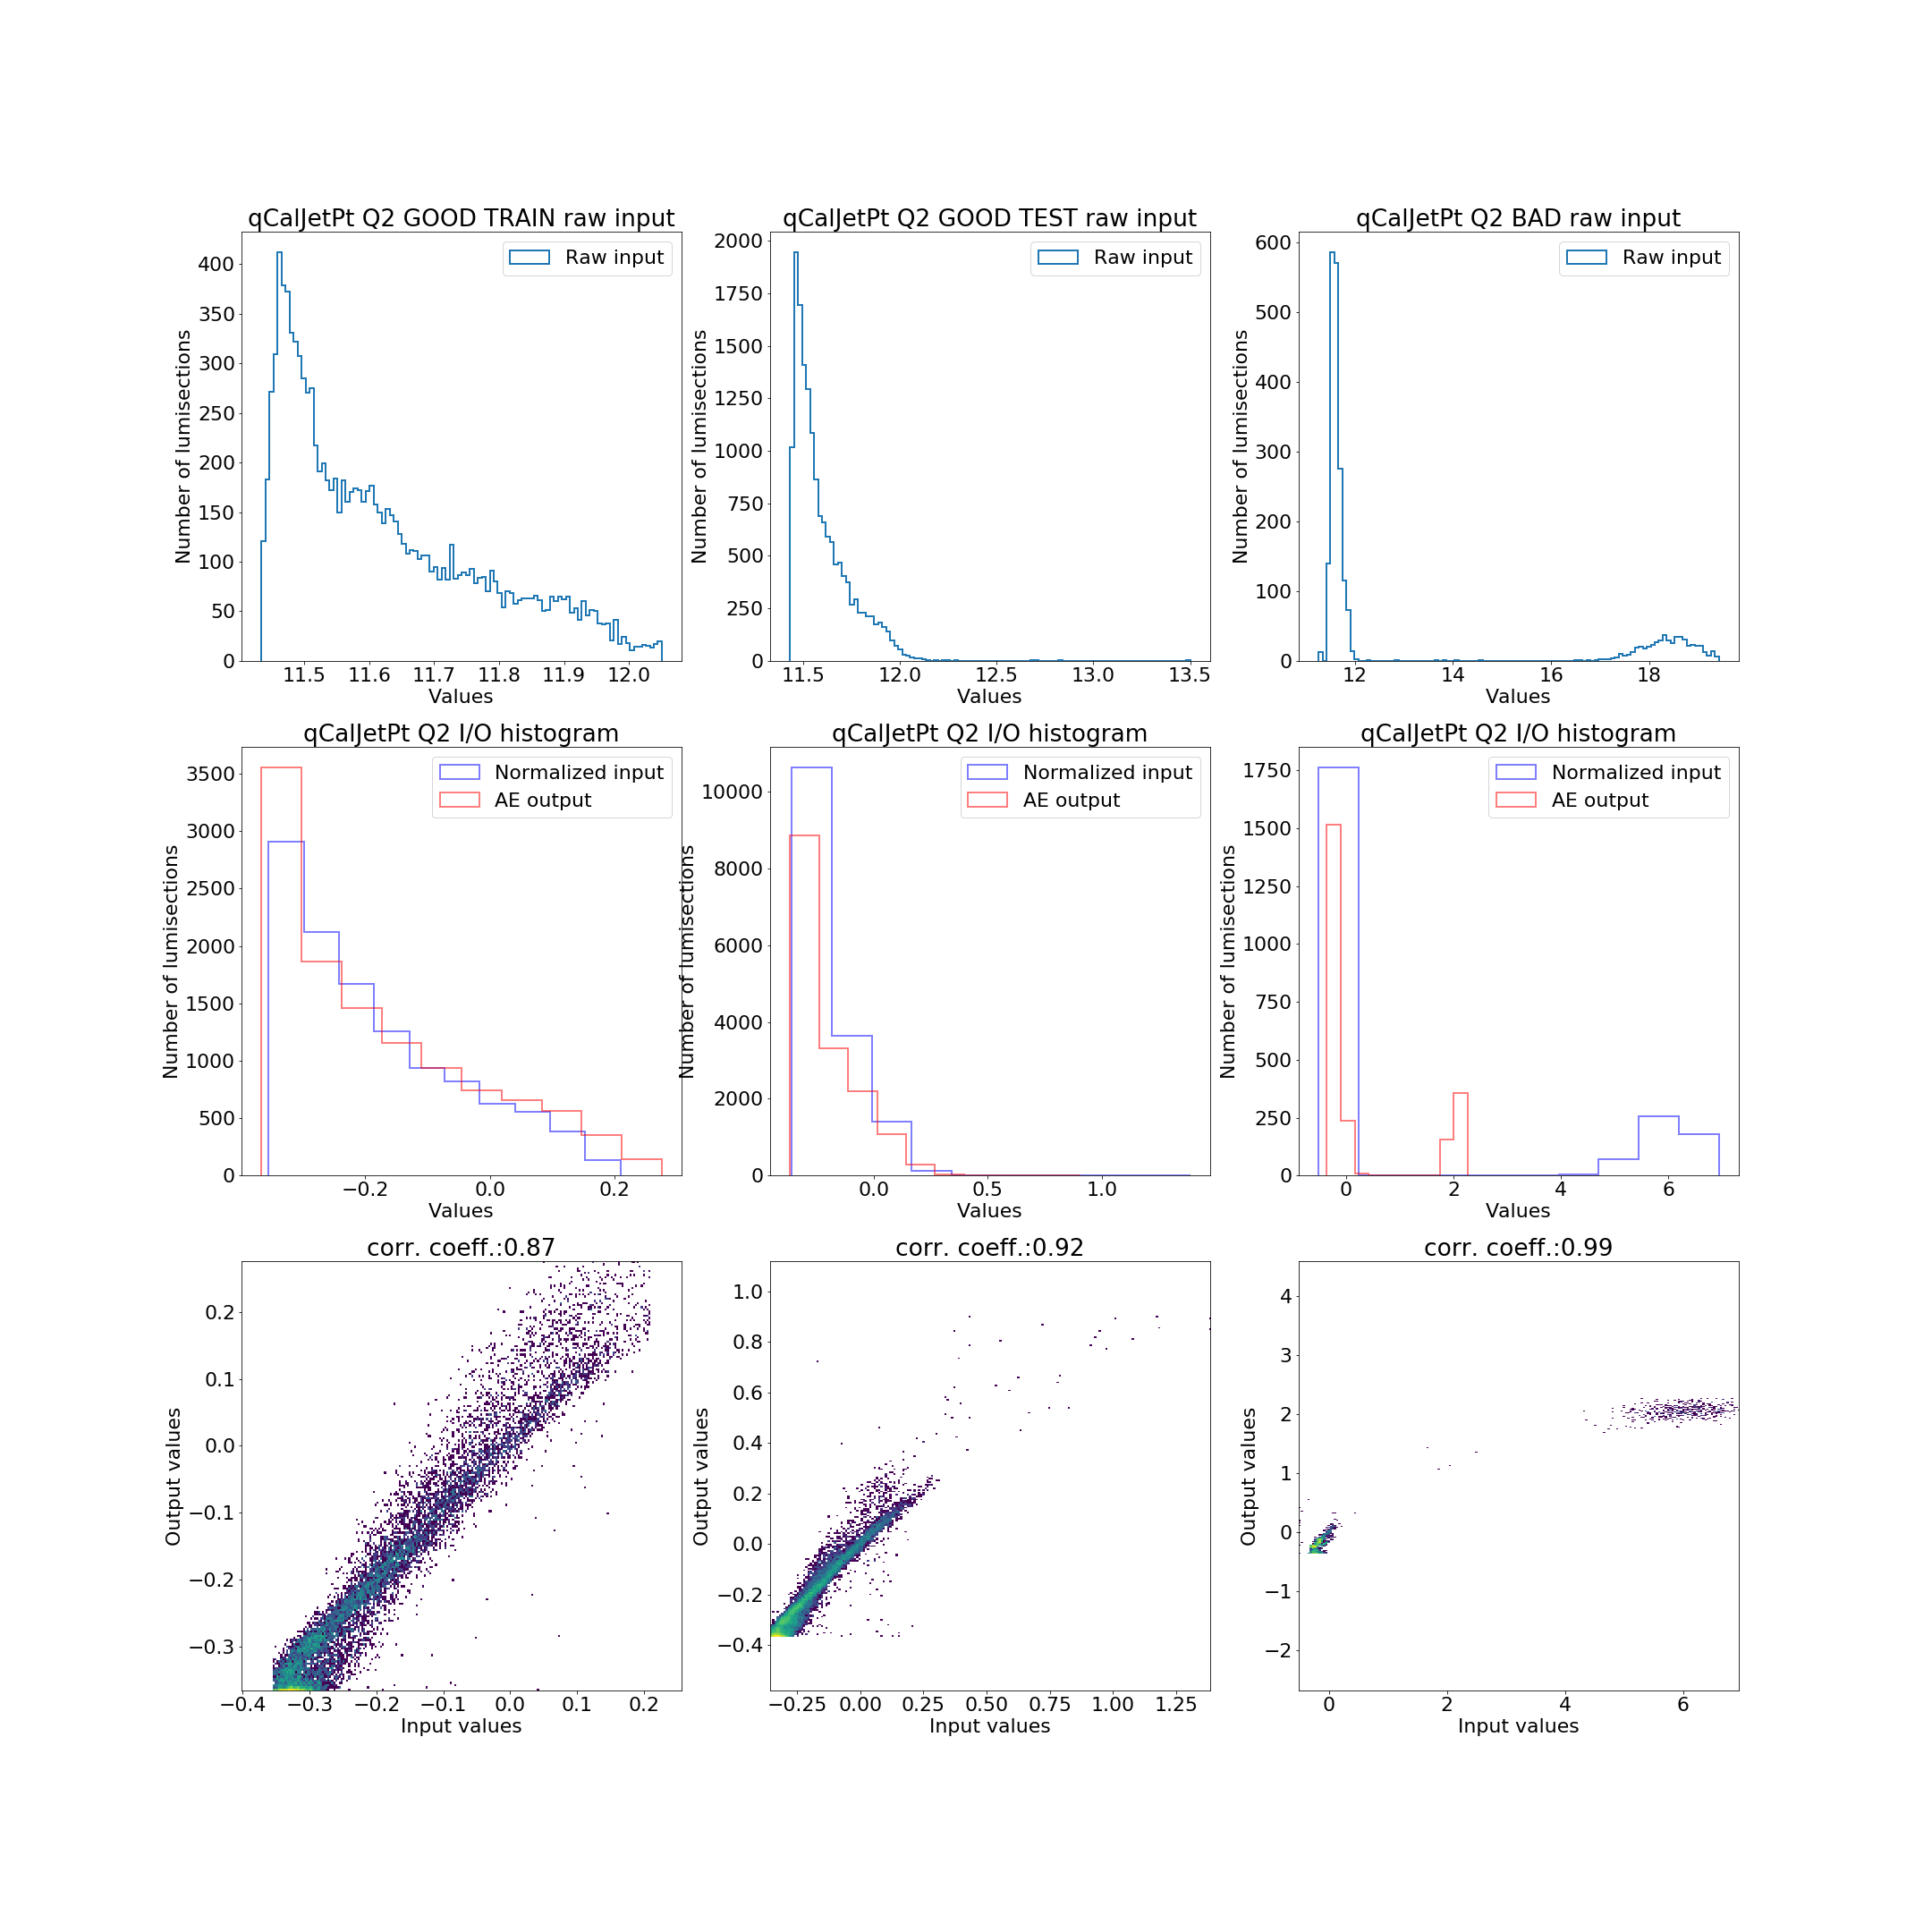 qCalJetPt Q2 GOOD TRAIN raw input
Raw input
400
350
300
250
200
150
100
50
0
Number of lumisections
11.5 11.6 11.7 11.8 11.9 12.0
Values
qCalJetPt Q2 GOOD TEST raw input
Raw input
2000
1750
1500
1250
1000
750
500
250
0
Number of lumisections
11.5 12.0 12.5 13.0 13.5
Values
qCalJetPt Q2 BAD raw input
Raw input
600
500
400
300
200
100
0
Number of lumisections
12 14 16 18
Values
qCalJetPt Q2 I/O histogram
Normalized input
AE output
3500
3000
2500
2000
1500
1000
500
0
Number of lumisections
−0.2 0.0 0.2
Values
qCalJetPt Q2 I/O histogram
Normalized input
AE output
10000
8000
6000
4000
2000
0
Number of lumisections
0.0 0.5 1.0
Values
qCalJetPt Q2 I/O histogram
Normalized input
AE output
1750
1500
1250
1000
750
500
250
0
Number of lumisections
0 2 4 6
Values
corr. coeff.:0.87
0.2
0.1
0.0
−0.1
−0.2
−0.3
Output values
−0.4 −0.3 −0.2 −0.1 0.0 0.1 0.2
Input values
corr. coeff.:0.92
1.0
0.8
0.6
0.4
0.2
0.0
−0.2
−0.4
Output values
−0.25 0.00 0.25 0.50 0.75 1.00 1.25
Input values
corr. coeff.:0.99
4
3
2
1
0
−1
−2
Output values
0 2 4 6
Input values